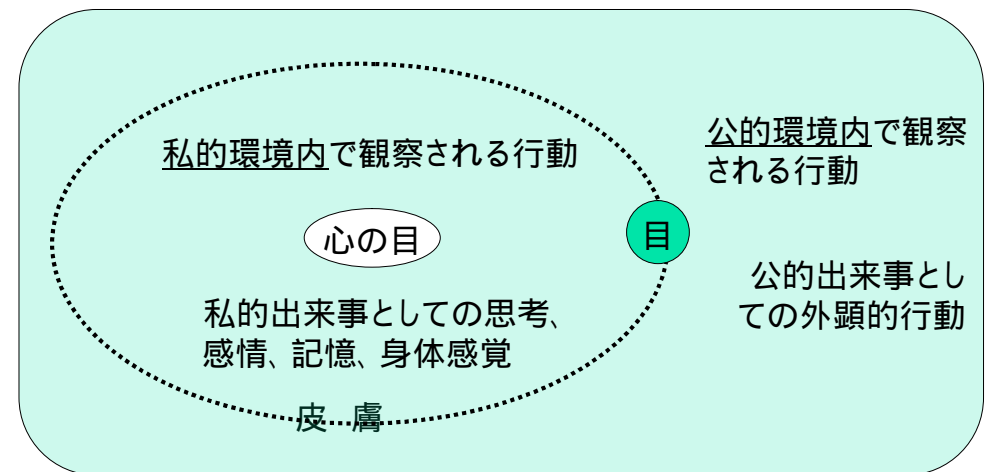 私的環境内で観察される行動
心の目
私的出来事としての思考、
感情、記憶、身体感覚
皮 膚
目
公的環境内で観察
される行動
公的出来事とし
ての外顕的行動